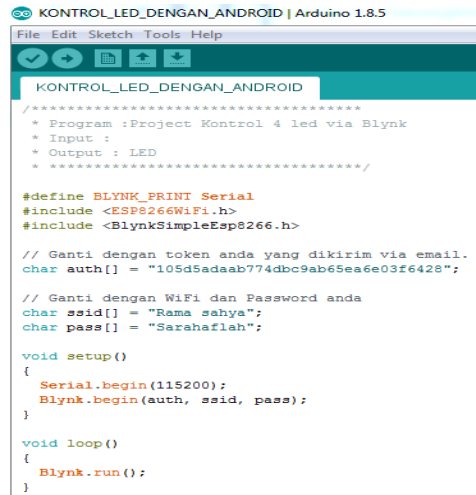 KONTROL_LED_DENGAN_ANDROID | Arduino 1.8.5
File Edit Sketch Tools Help
KONTROL_LED_DENGAN_ANDROID
/*************************************
 * Program :Project Kontrol 4 led via Blynk
 * Input :
 * Output : LED
 * ***********************************/
#define BLYNK_PRINT Serial
#include <ESP8266WiFi.h>
#include <BlynkSimpleEsp8266.h>
// Ganti dengan token anda yang dikirim via email.
char auth[] = "105d5adaab774dbc9ab65ea6e03f6428";
// Ganti dengan WiFi dan Password anda
char ssid[] = "Rama sahya";
char pass[] = "Sarahaflah";
void setup()
{
  Serial.begin(115200);
  Blynk.begin(auth, ssid, pass);
}
void loop()
{
  Blynk.run();
}